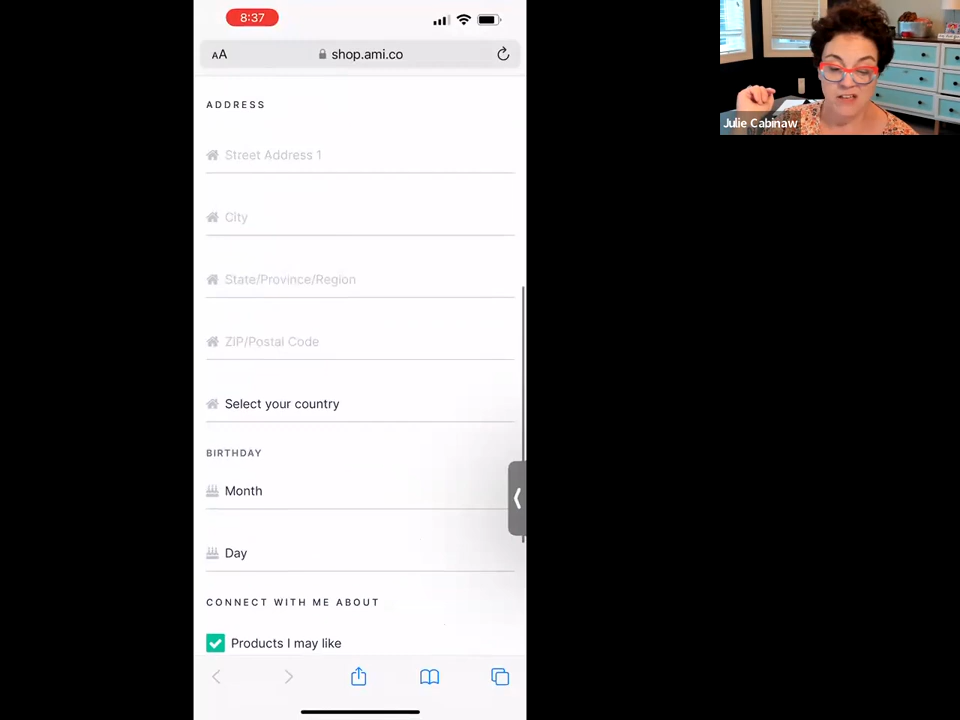 8:37
AA
shop.ami.co
ADDRESS
Street Address 1
City
State/Province/Region
ZIP/Postal Code
Select your country
BIRTHDAY
Month
Day
CONNECT WITH ME ABOUT
Products I may like
Julie Cabinaw